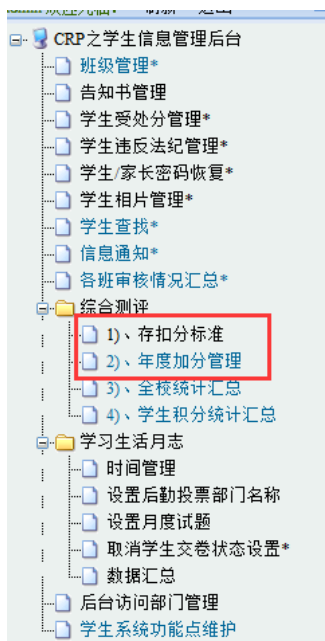 CRP之学生信息管理后台
班级管理*
告知书管理
学生受处分管理*
学生违反法纪管理*
学生/家长密码恢复*
学生相片管理*
学生查找*
信息通知*
各班审核情况汇总*
综合测评
1)、存扣分标准
2)、年度加分管理
3)、全校统计汇总
4)、学生积分统计汇总
学习生活月志
时间管理
设置后勤投票部门名称
设置月度试题
取消学生交卷状态设置*
数据汇总
后台访问部门管理
学生系统功能点维护